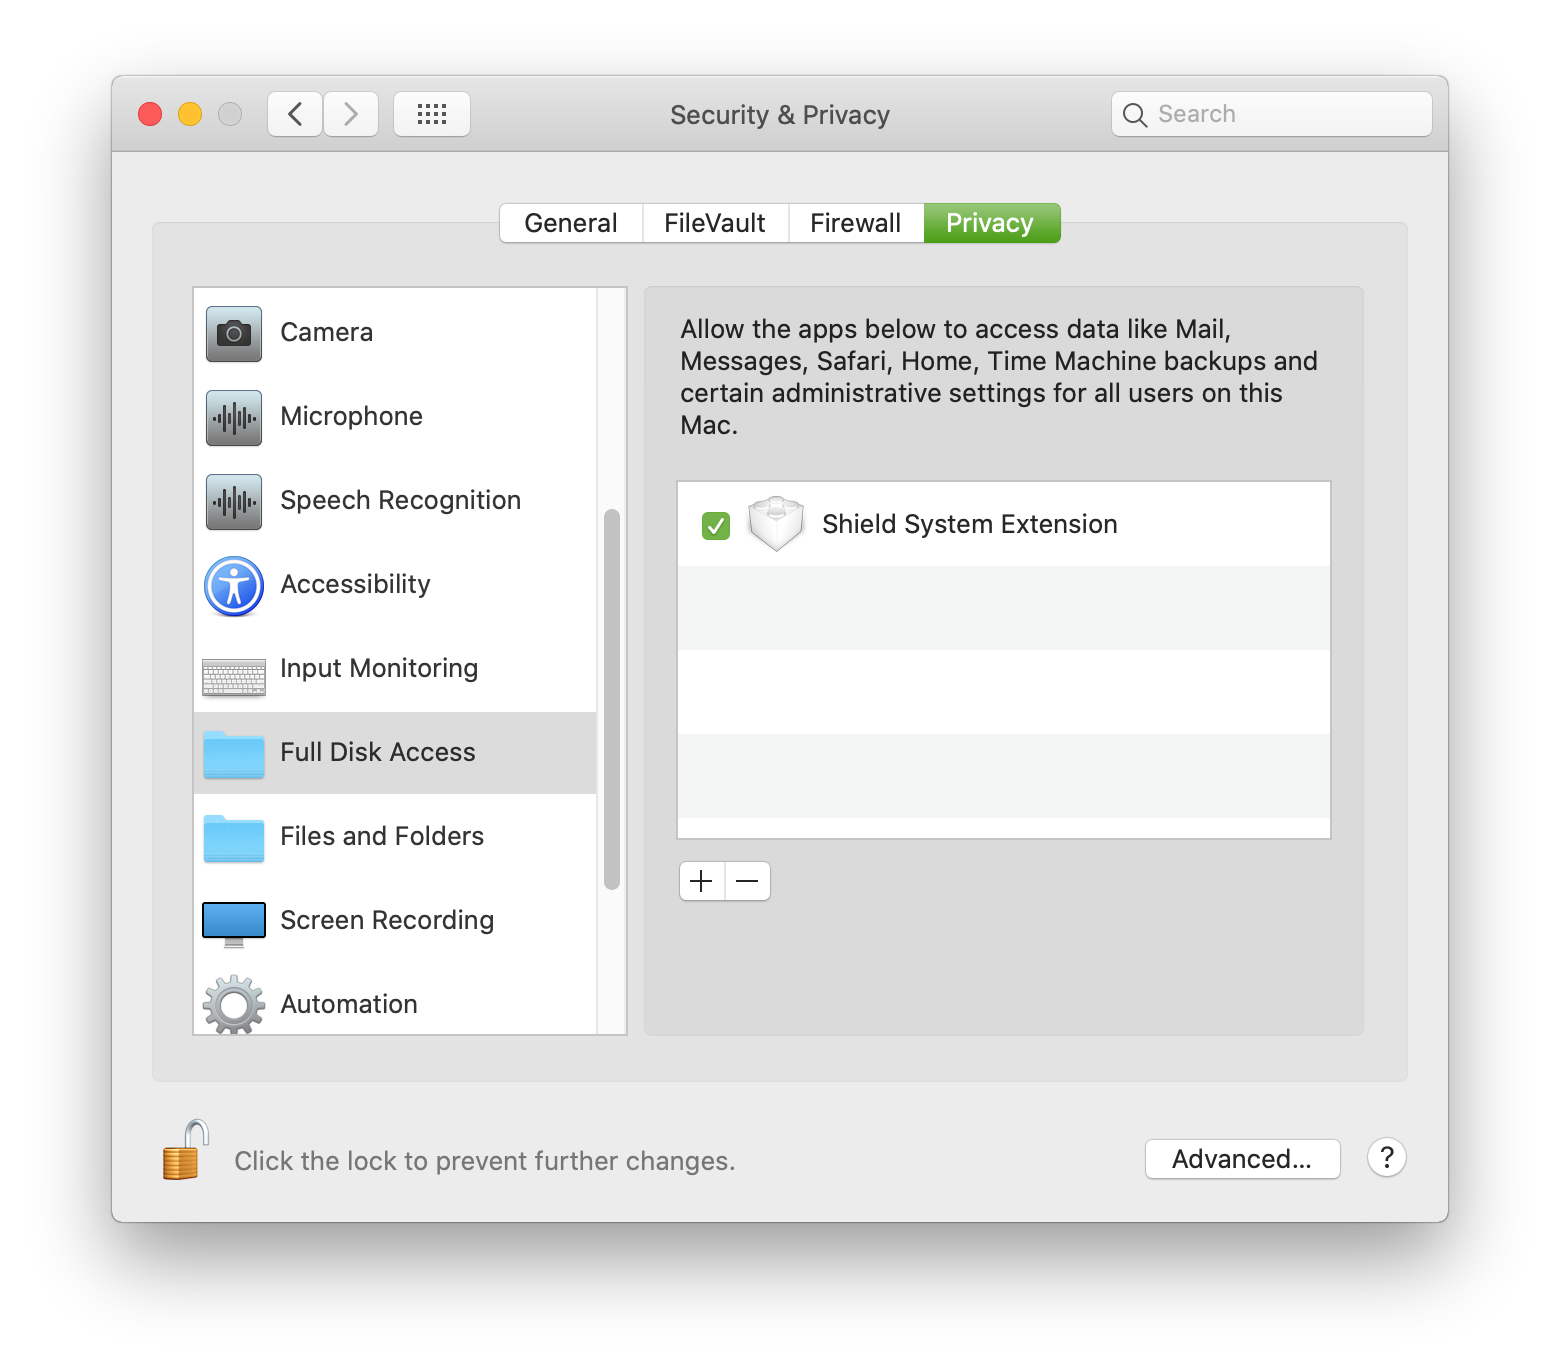 Security & Privacy
Search
General
FileVault
Firewall
Privacy
Camera
Microphone
Speech Recognition
Accessibility
Input Monitoring
Full Disk Access
Files and Folders
Screen Recording
Automation
Allow the apps below to access data like Mail,
Messages, Safari, Home, Time Machine backups and
certain administrative settings for all users on this
Mac.
Shield System Extension
Click the lock to prevent further changes.
Advanced...
?